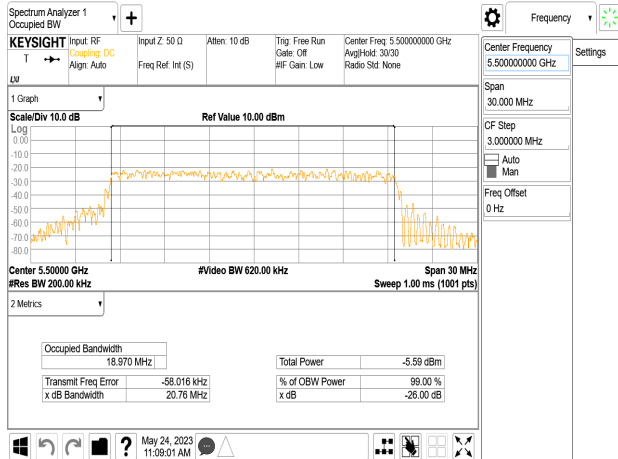 Spectrum Analyzer 1
Occupied BW
Frequency
KEYSIGHT
Input: RF
Coupling: DC
Align: Auto
Input Z: 50 Ω
Freq Ref: Int (S)
Atten: 10 dB
Trig: Free Run
Gate: Off
#IF Gain: Low
Center Freq: 5.500000000 GHz
Avg|Hold: 30/30
Radio Std: None
T
LXI
Center Frequency
5.500000000 GHz
Settings
Span
30.000 MHz
CF Step
3.000000 MHz
Auto
Man
Freq Offset
0 Hz
1 Graph
Scale/Div 10.0 dB
Ref Value 10.00 dBm
Log
0.00
-10.0
-20.0
-30.0
-40.0
-50.0
-60.0
-70.0
-80.0
Center 5.50000 GHz
#Video BW 620.00 kHz
Span 30 MHz
#Res BW 200.00 kHz
Sweep 1.00 ms (1001 pts)
2 Metrics
Occupied Bandwidth
18.970 MHz
Total Power -5.59 dBm
Transmit Freq Error -58.016 kHz
% of OBW Power 99.00 %
x dB Bandwidth 20.76 MHz
x dB -26.00 dB
?
May 24, 2023
11:09:01 AM